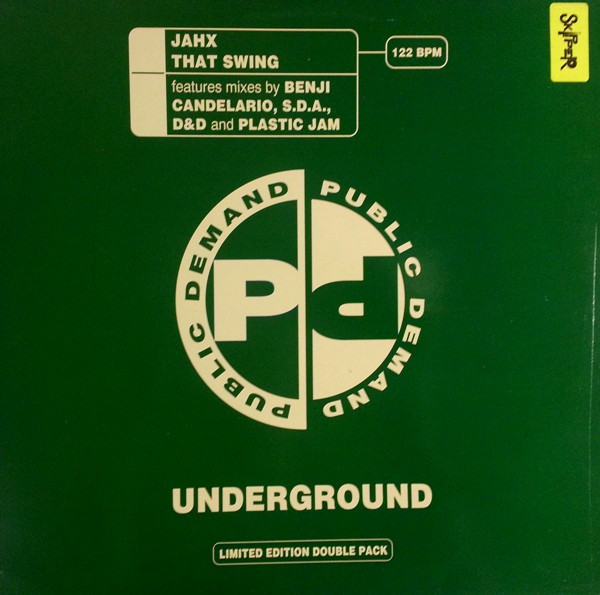 JAHX
THAT SWING
122 BPM
features mixes by BENJI
CANDELARIO, S.D.A.,
D&D and PLASTIC JAM
SKIPPER
PUBLIC DEMAND
PUBLIC DEMAND
Pd
UNDERGROUND
LIMITED EDITION DOUBLE PACK